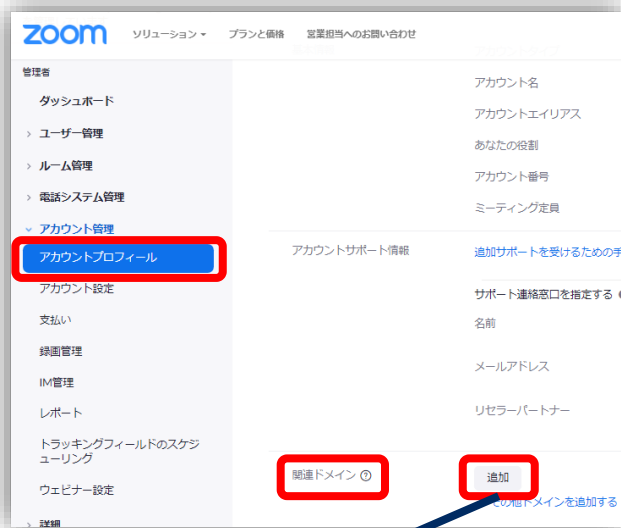 zoom ソリューション プランと価格 営業担当へのお問い合わせ
管理者
ダッシュボード
ユーザー管理
ルーム管理
電話システム管理
アカウント管理
アカウントプロフィール
アカウント設定
支払い
録画管理
IM管理
レポート
トラッキングフィールドのスケジ
ューリング
ウェビナー設定
詳細
アカウント名
アカウントエイリアス
あなたの役割
アカウント番号
ミーティング定員
アカウントサポート情報
追加サポートを受けるための手
サポート連絡窓口を指定する
名前
メールアドレス
リセラーパートナー
関連ドメイン
追加
の他ドメインを追加する